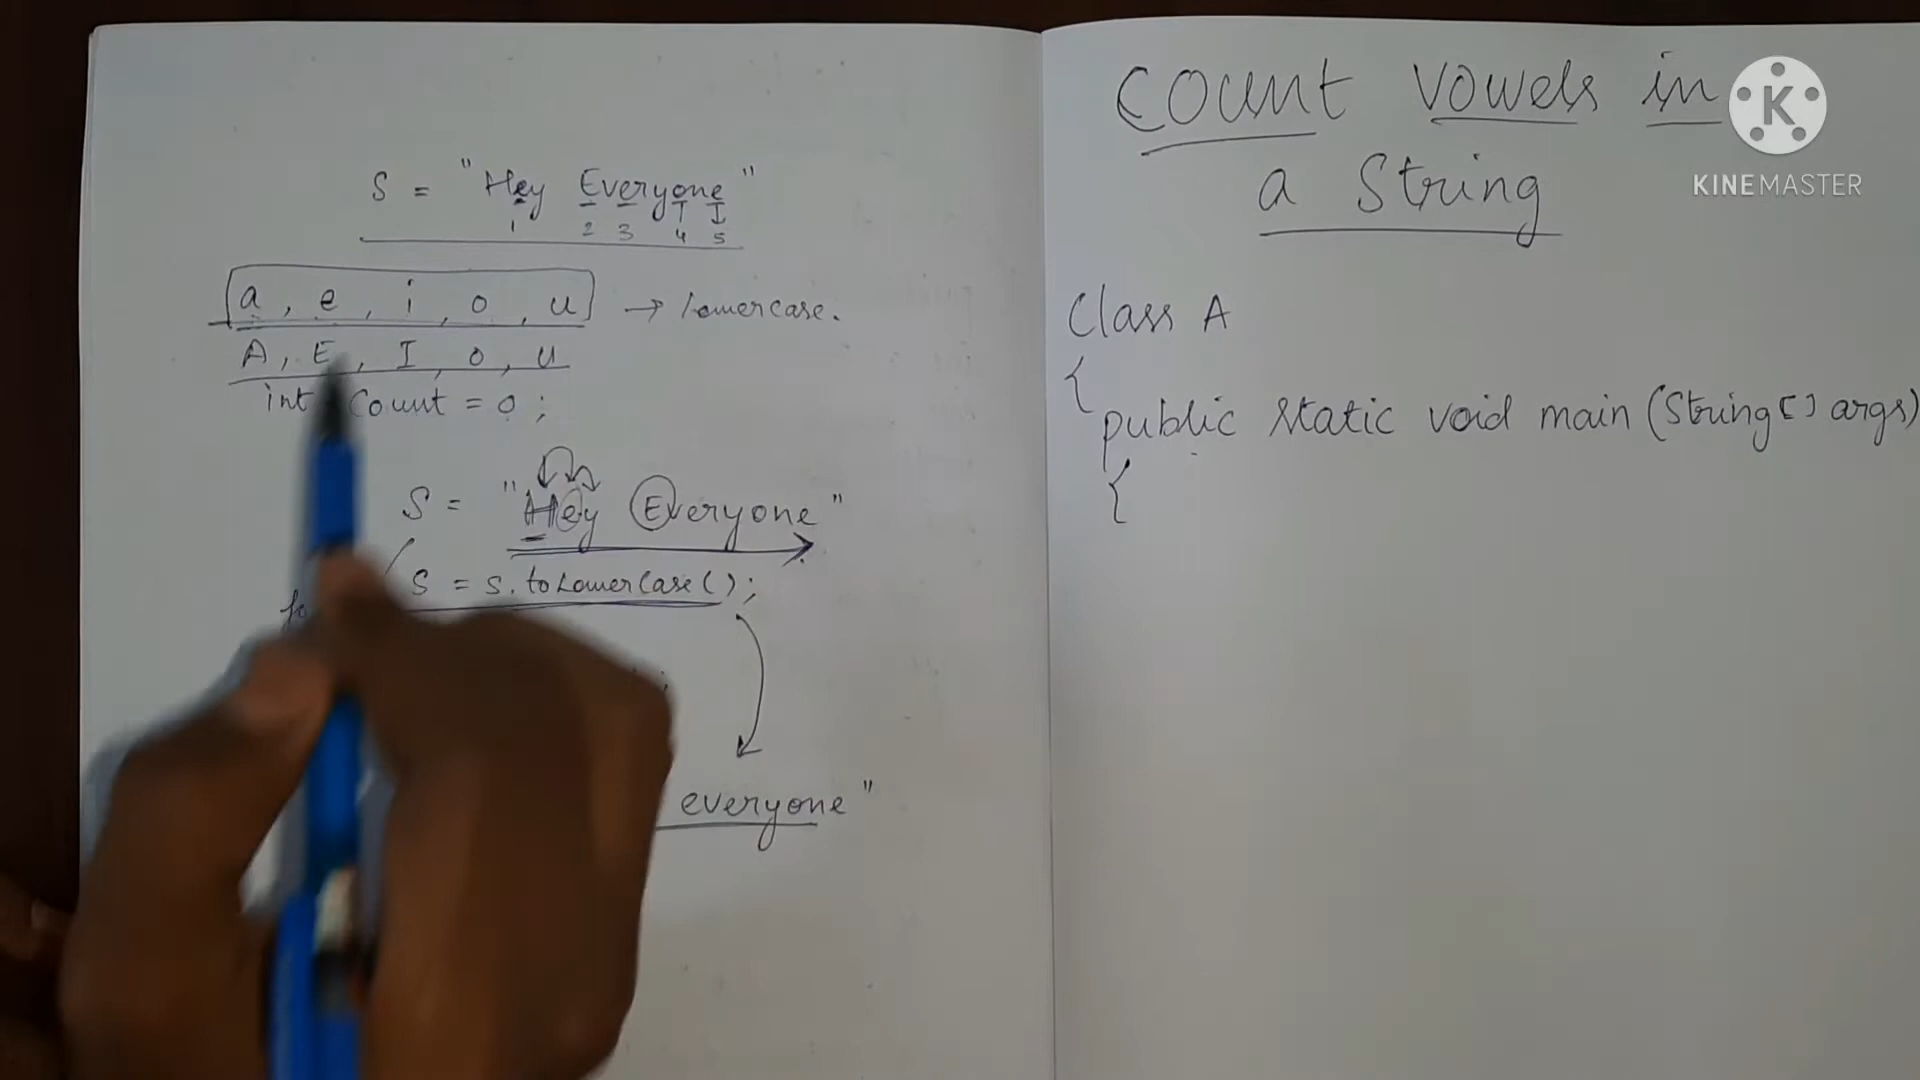 S = "Hey Everyone"
1 2 3 4 5
a, e, i, o, u → Lowercase.
A, E, I, O, U
int Count = 0;
S = "Hey Everyone"
S = s.toLowerCase();
everyone"
Count vowels in
a String
Class A
{
public static void main(String[] args)
{
KINEMASTER